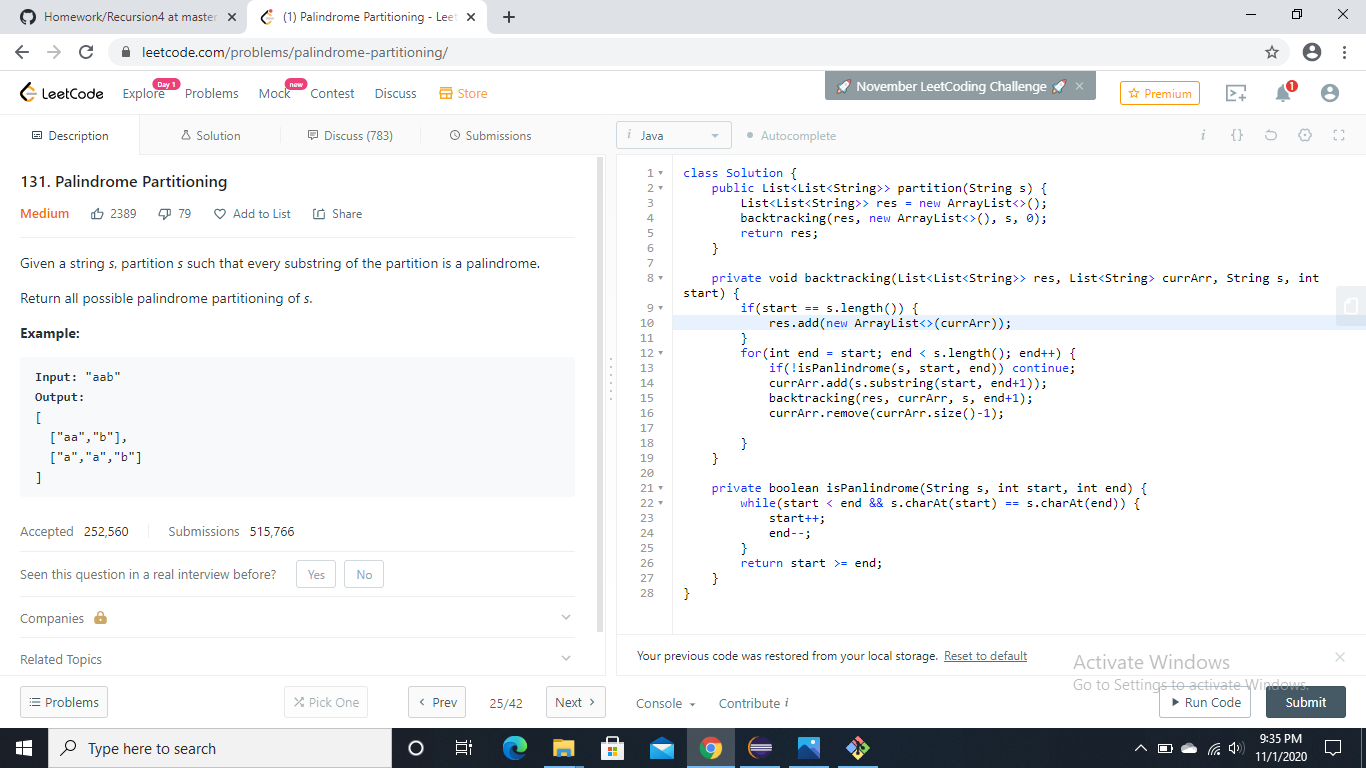 Homework/Recursion4 at master
(1) Palindrome Partitioning - Leet
leetcode.com/problems/palindrome-partitioning/
LeetCode
Explore
Day 1
Problems
Mock
new
Contest
Discuss
Store
November LeetCoding Challenge
Premium
1
Description
Solution
Discuss (783)
Submissions
i Java
Autocomplete
131. Palindrome Partitioning
Medium 2389 79 Add to List Share
Given a string s, partition s such that every substring of the partition is a palindrome.
Return all possible palindrome partitioning of s.
Example:
Input: "aab"
Output:
[
["aa","b"],
["a","a","b"]
]
Accepted 252,560 Submissions 515,766
Seen this question in a real interview before? Yes No
Companies
Related Topics
1 class Solution {
2 public List<List<String>> partition(String s) {
3 List<List<String>> res = new ArrayList<>();
4 backtracking(res, new ArrayList<>(), s, 0);
5 return res;
6 }
7
8 private void backtracking(List<List<String>> res, List<String> currArr, String s, int
start) {
9 if(start == s.length()) {
10 res.add(new ArrayList<>(currArr));
11 }
12 for(int end = start; end < s.length(); end++) {
13 if(!isPanlindrome(s, start, end)) continue;
14 currArr.add(s.substring(start, end+1));
15 backtracking(res, currArr, s, end+1);
16 currArr.remove(currArr.size()-1);
17
18 }
19 }
20
21 private boolean isPanlindrome(String s, int start, int end) {
22 while(start < end && s.charAt(start) == s.charAt(end)) {
23 start++;
24 end--;
25 }
26 return start >= end;
27 }
28 }
Your previous code was restored from your local storage. Reset to default
Activate Windows
Go to Settings to activate Windows.
Problems
Pick One
Prev
25/42
Next
Console
Contribute i
Run Code
Submit
Type here to search
9:35 PM
11/1/2020